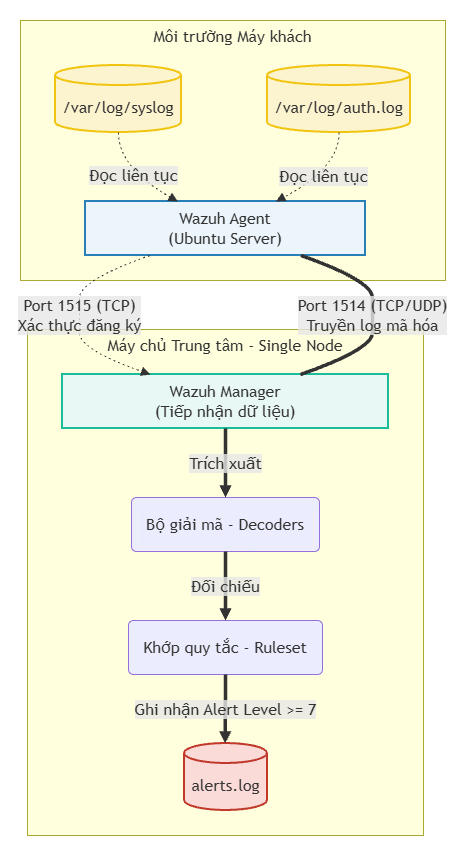 Môi trường Máy khách
/var/log/syslog
/var/log/auth.log
Đọc liên tục
Đọc liên tục
Wazuh Agent
(Ubuntu Server)
Port 1515 (TCP)
Xác thực đăng ký
Port 1514 (TCP/UDP)
Truyền log mã hóa
Máy chủ Trung tâm - Single Node
Wazuh Manager
(Tiếp nhận dữ liệu)
Trích xuất
Bộ giải mã - Decoders
Đối chiếu
Khớp quy tắc - Ruleset
Ghi nhận Alert Level >= 7
alerts.log